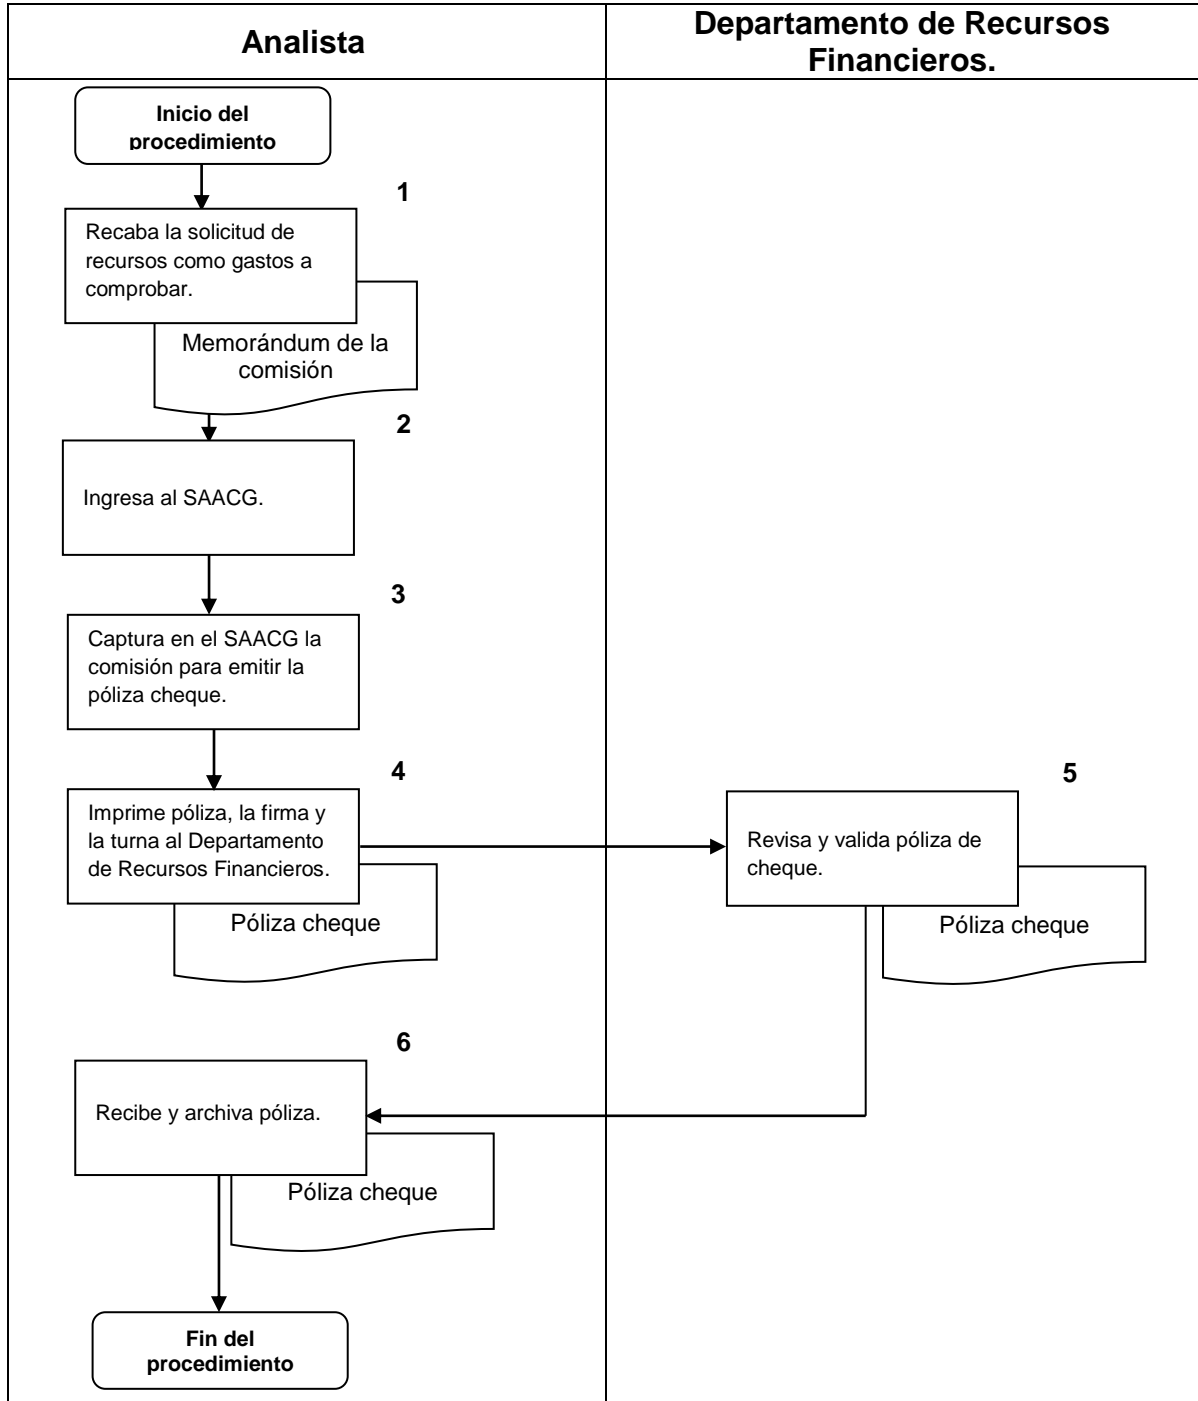 Analista
Departamento de Recursos
Financieros.
Inicio del
procedimiento
1
Recaba la solicitud de
recursos como gastos a
comprobar.
Memorándum de la
comisión
2
Ingresa al SAACG.
3
Captura en el SAACG la
comisión para emitir la
póliza cheque.
4
Imprime póliza, la firma y
la turna al Departamento
de Recursos Financieros.
Póliza cheque
5
Revisa y valida póliza de
cheque.
Póliza cheque
6
Recibe y archiva póliza.
Póliza cheque
Fin del
procedimiento